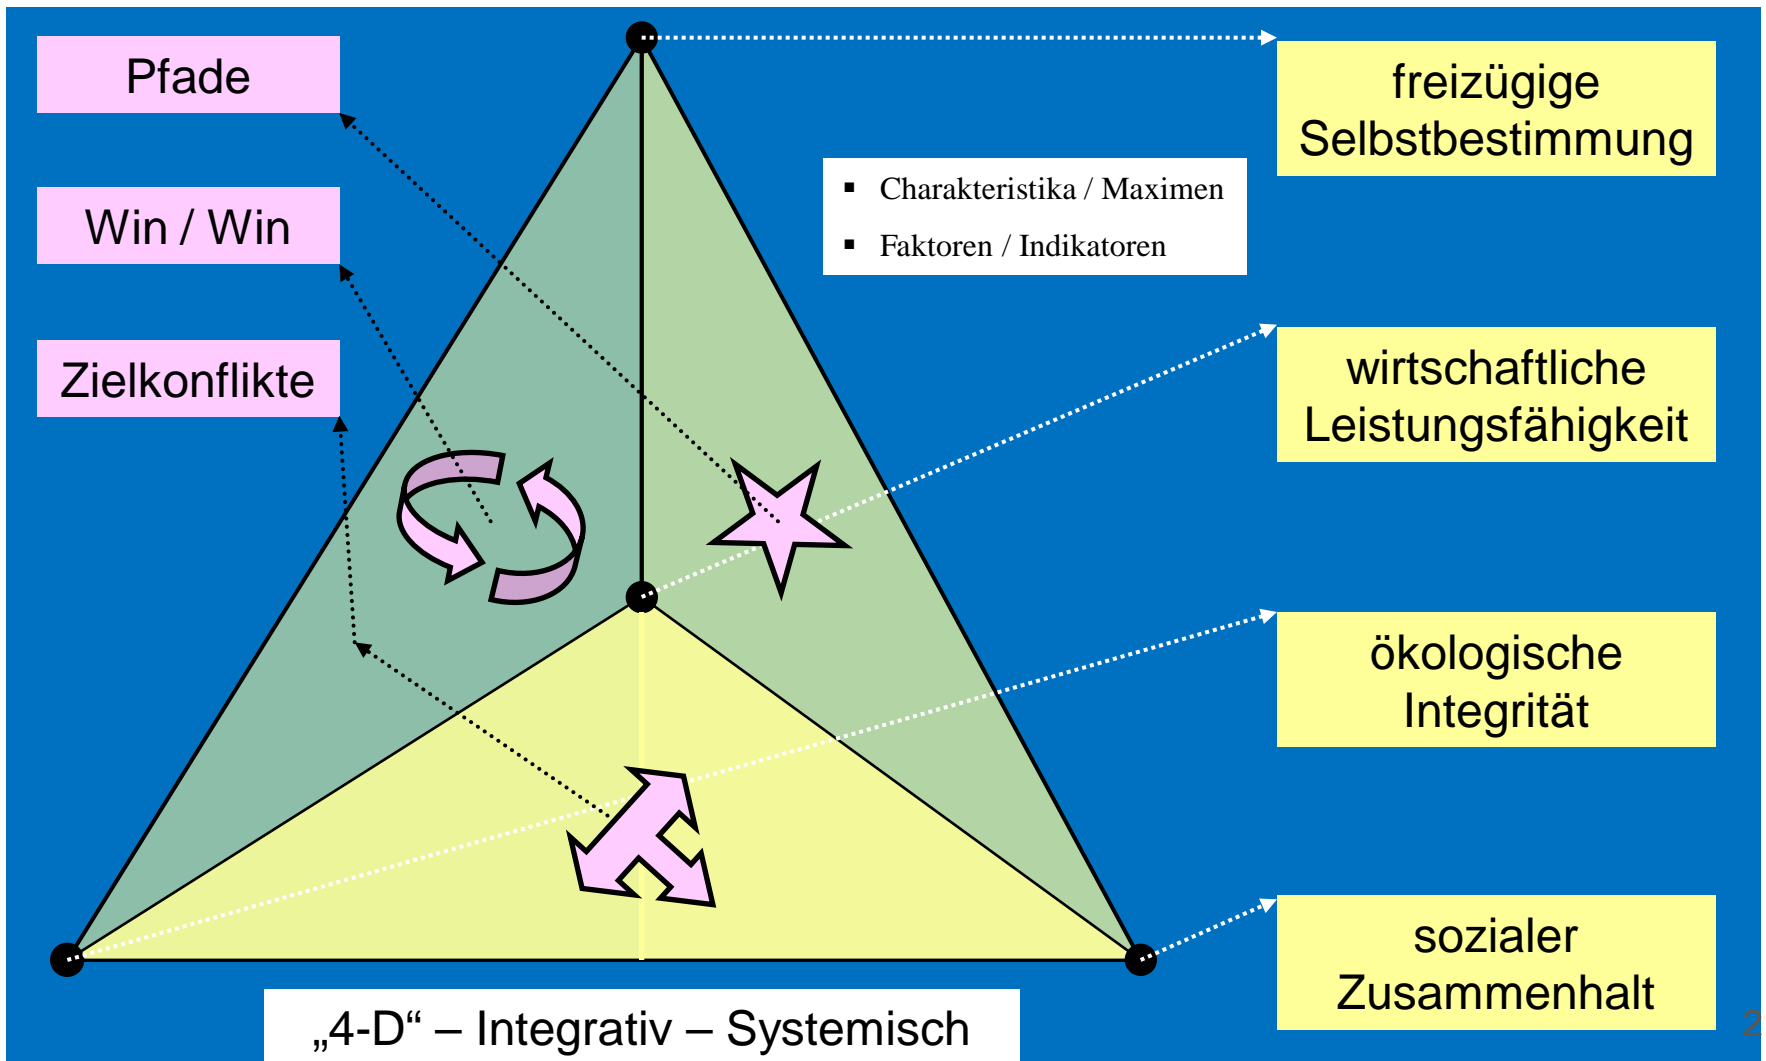 Pfade
Win / Win
Zielkonflikte
▪ Charakteristika / Maximen
▪ Faktoren / Indikatoren
freizügige
Selbstbestimmung
wirtschaftliche
Leistungsfähigkeit
ökologische
Integrität
sozialer
Zusammenhalt
„4-D“ – Integrativ – Systemisch
2